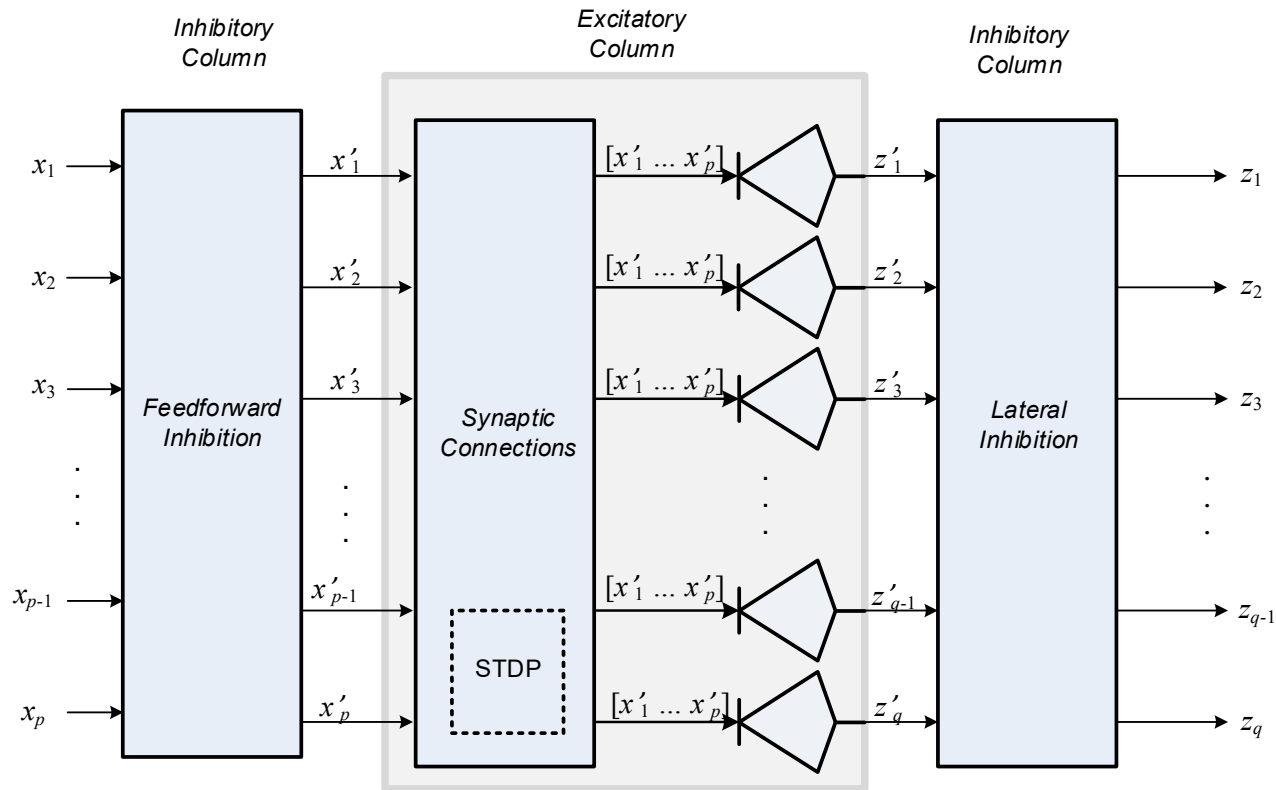 Inhibitory
Column
Excitatory
Column
Inhibitory
Column
x1
x2
x3
.
.
.
xp-1
xp
Feedforward
Inhibition
x′1
x′2
x′3
.
.
.
x′p-1
x′p
Synaptic
Connections
STDP
[x′1 ... x′p]
[x′1 ... x′p]
[x′1 ... x′p]
.
.
.
[x′1 ... x′p]
[x′1 ... x′p]
z′1
z′2
z′3
z′q-1
z′q
Lateral
Inhibition
z1
z2
z3
.
.
.
zq-1
zq